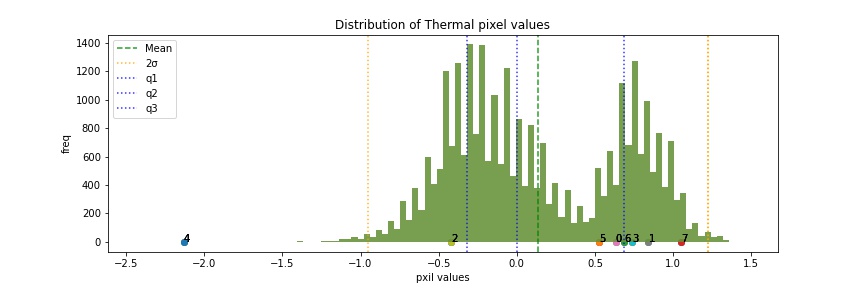 Distribution of Thermal pixel values
Mean
2σ
q1
q2
q3
1400
1200
1000
800
600
400
200
0
freq
4
2
5
0
6
3
1
7
−2.5 −2.0 −1.5 −1.0 −0.5 0.0 0.5 1.0 1.5
pxil values